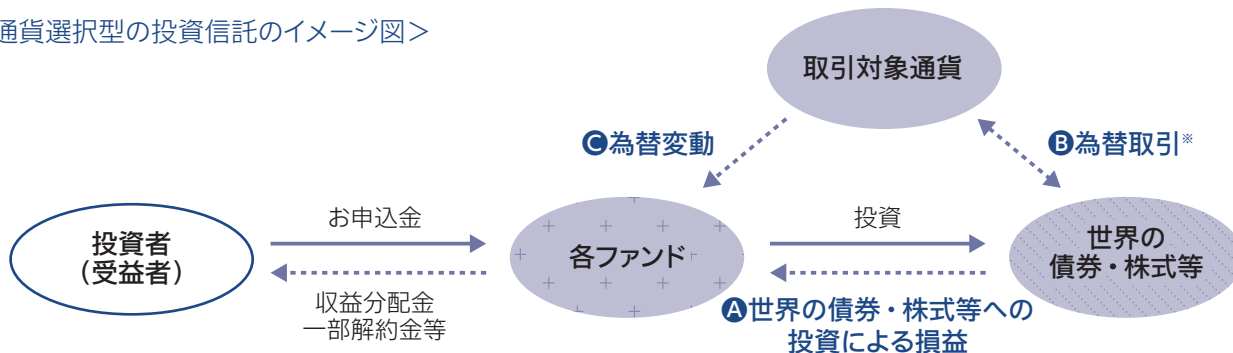 通貨選択型の投資信託のイメージ図＞
取引対象通貨
C為替変動
B為替取引※
お申込金
投資
投資者
（受益者）
各ファンド
世界の
債券・株式等
収益分配金
一部解約金等
A世界の債券・株式等への
投資による損益